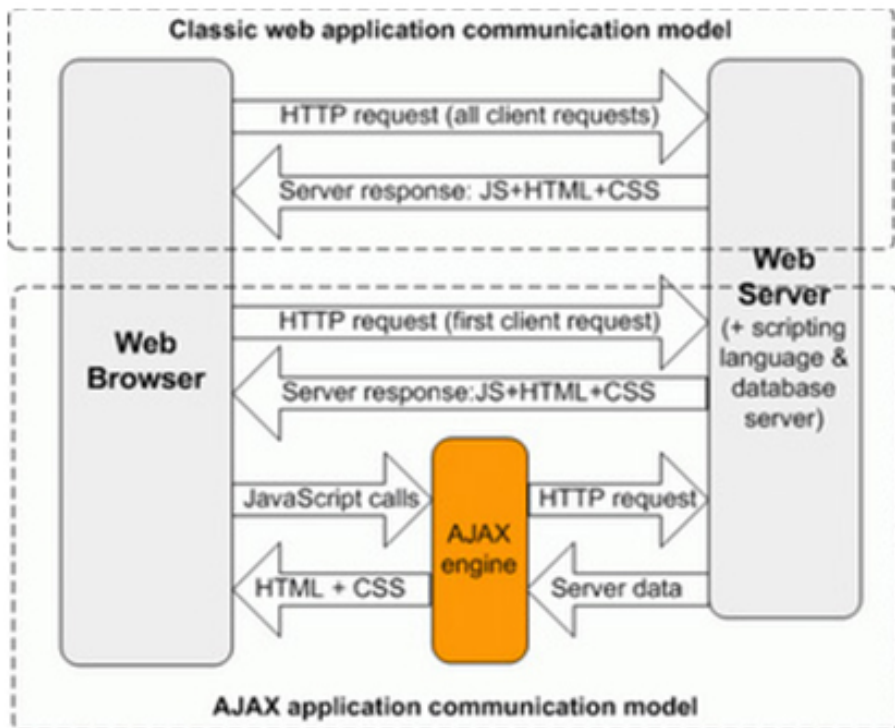 Classic web application communication model
HTTP request (all client requests)
Server response: JS+HTML+CSS
Web
Browser
Web
Server
(+ scripting
language &
database
server)
HTTP request (first client request)
Server response:JS+HTML+CSS
JavaScript calls
AJAX
engine
HTTP request
HTML + CSS
Server data
AJAX application communication model